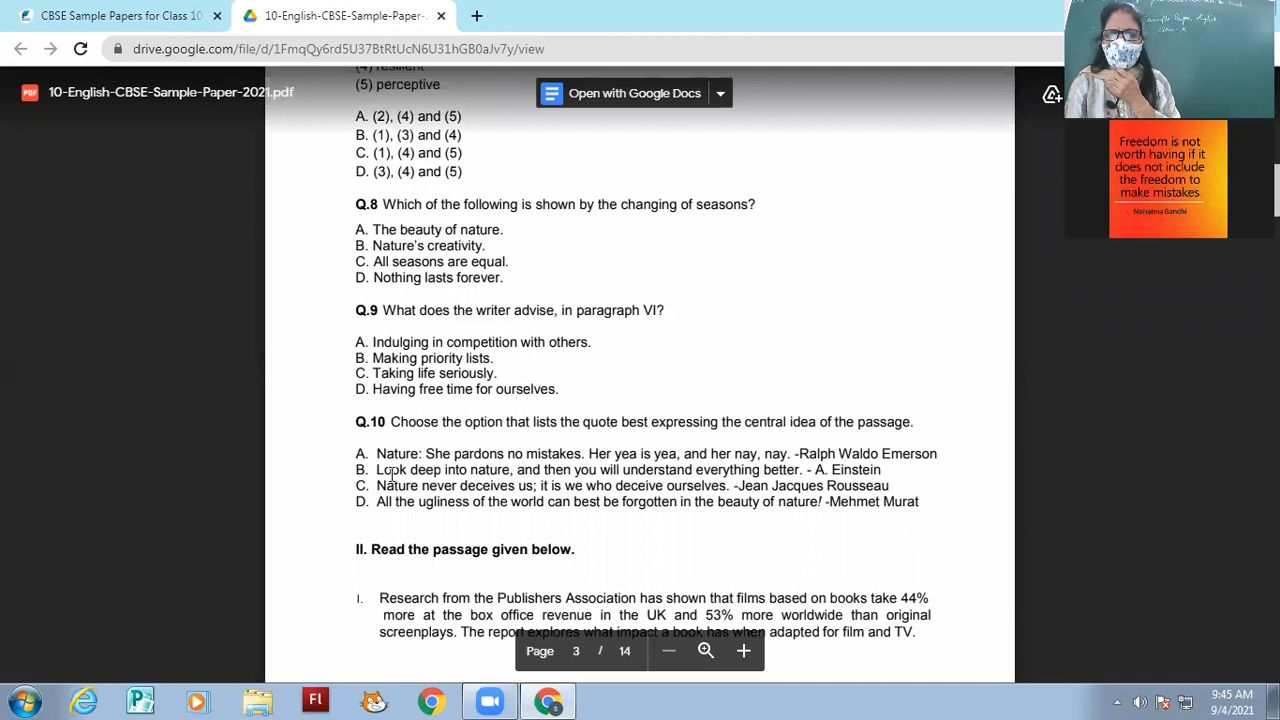 CBSE Sample Papers for Class 10
10-English-CBSE-Sample-Paper-
drive.google.com/file/d/1FmqQy6rd5U37BtRtUcN6U31hGB0aJv7y/view
10-English-CBSE-Sample-Paper-2021.pdf
Open with Google Docs
(4) resilient
(5) perceptive
A. (2), (4) and (5)
B. (1), (3) and (4)
C. (1), (4) and (5)
D. (3), (4) and (5)
Q.8 Which of the following is shown by the changing of seasons?
A. The beauty of nature.
B. Nature's creativity.
C. All seasons are equal.
D. Nothing lasts forever.
Q.9 What does the writer advise, in paragraph VI?
A. Indulging in competition with others.
B. Making priority lists.
C. Taking life seriously.
D. Having free time for ourselves.
Q.10 Choose the option that lists the quote best expressing the central idea of the passage.
A. Nature: She pardons no mistakes. Her yea is yea, and her nay, nay. -Ralph Waldo Emerson
B. Look deep into nature, and then you will understand everything better. - A. Einstein
C. Nature never deceives us; it is we who deceive ourselves. -Jean Jacques Rousseau
D. All the ugliness of the world can best be forgotten in the beauty of nature! -Mehmet Murat
II. Read the passage given below.
I. Research from the Publishers Association has shown that films based on books take 44%
more at the box office revenue in the UK and 53% more worldwide than original
screenplays. The report explores what impact a book has when adapted for film and TV.
Page 3 / 14
Freedom is not
worth having if it
does not include
the freedom to
make mistakes
- Mahatma Gandhi
9:45 AM
9/4/2021